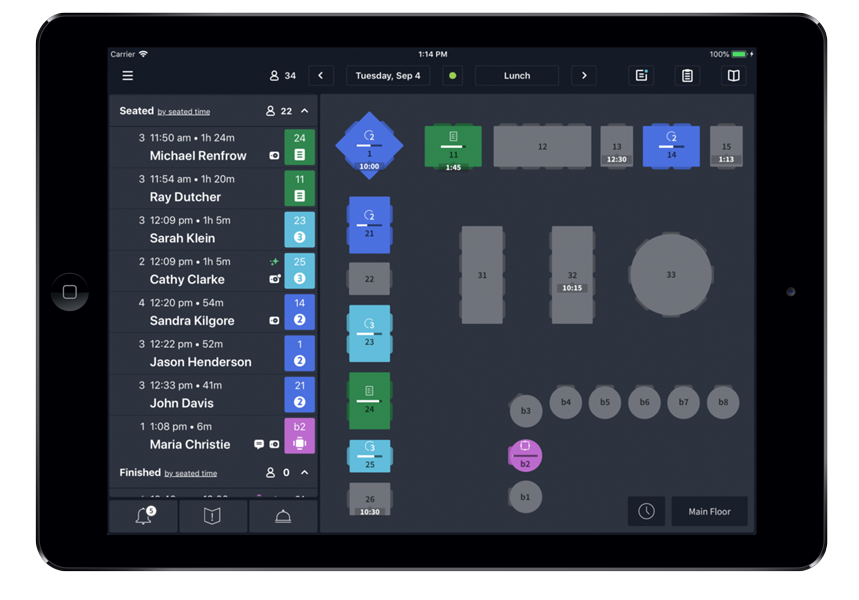 Carrier
1:14 PM
100%
34
Tuesday, Sep 4
Lunch
Seated by seated time 22
3 11:50 am • 1h 24m 24
Michael Renfrow
3 11:54 am • 1h 20m 11
Ray Dutcher
3 12:09 pm • 1h 5m 23
Sarah Klein 3
2 12:09 pm • 1h 5m 25
Cathy Clarke 3
4 12:20 pm • 54m 14
Sandra Kilgore 2
3 12:22 pm • 52m 1
Jason Henderson 2
3 12:33 pm • 41m 21
John Davis 2
1 1:08 pm • 6m b2
Maria Christie
Finished by seated time 0
5
2
1
10:00
11
1:45
12
13
12:30
2
14
15
1:13
2
21
22
3
23
24
3
25
26
10:30
31
32
10:15
33
b3
b4
b5
b6
b7
b8
b2
b1
Main Floor